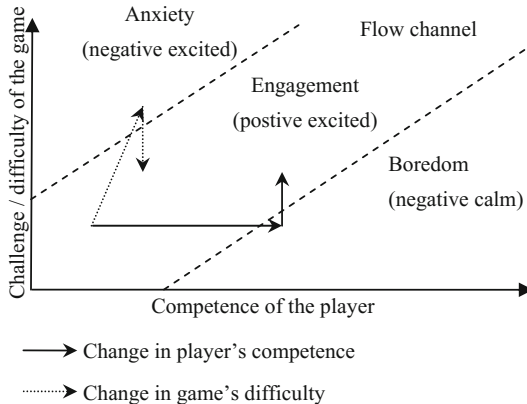 Challenge / difficulty of the game
Anxiety
(negative excited)
Flow channel
Engagement
(postive excited)
Boredom
(negative calm)
Competence of the player
Change in player's competence
Change in game's difficulty